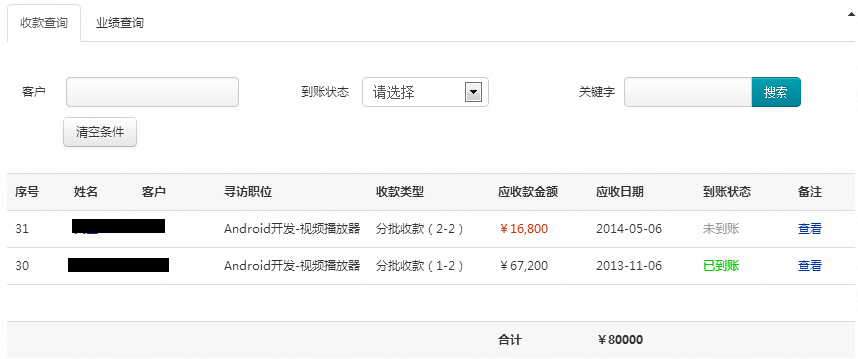 收款查询 业绩查询
客户 到账状态 请选择 关键字 搜索
清空条件
序号 姓名 客户 寻访职位 收款类型 应收款金额 应收日期 到账状态 备注
31 Android开发-视频播放器 分批收款（2-2） ￥16,800 2014-05-06 未到账 查看
30 Android开发-视频播放器 分批收款（1-2） ￥67,200 2013-11-06 已到账 查看
合计 ￥80000